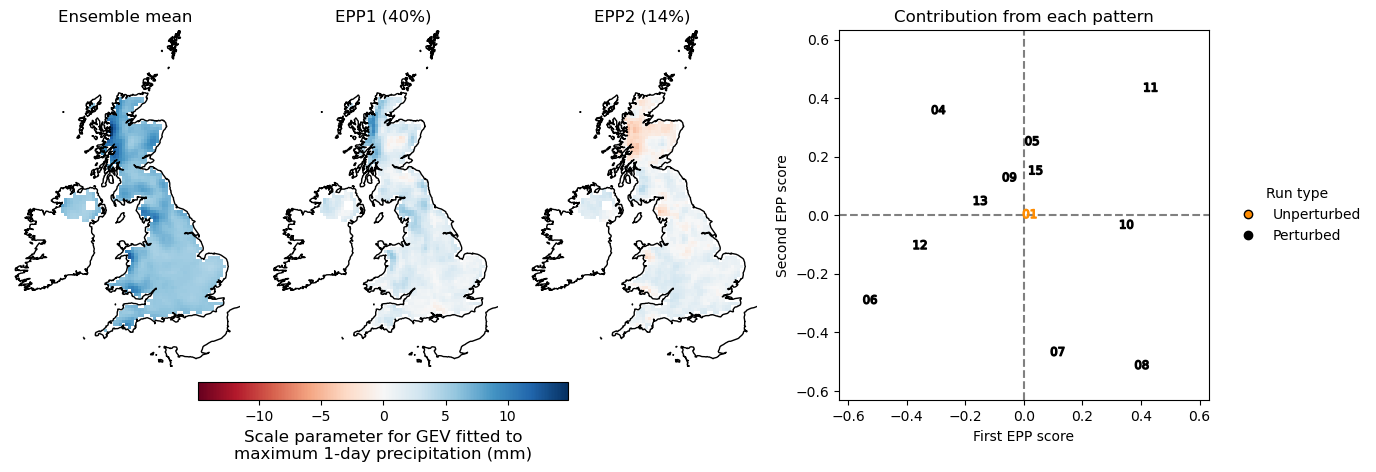 Ensemble mean
EPP1 (40%)
EPP2 (14%)
Contribution from each pattern
−10
−5
0
5
10
Scale parameter for GEV fitted to
maximum 1-day precipitation (mm)
Second EPP score
0.6
0.4
0.2
0.0
−0.2
−0.4
−0.6
11
04
05
15
09
13
01
10
12
06
07
08
−0.6
−0.4
−0.2
0.0
0.2
0.4
0.6
First EPP score
Run type
Unperturbed
Perturbed